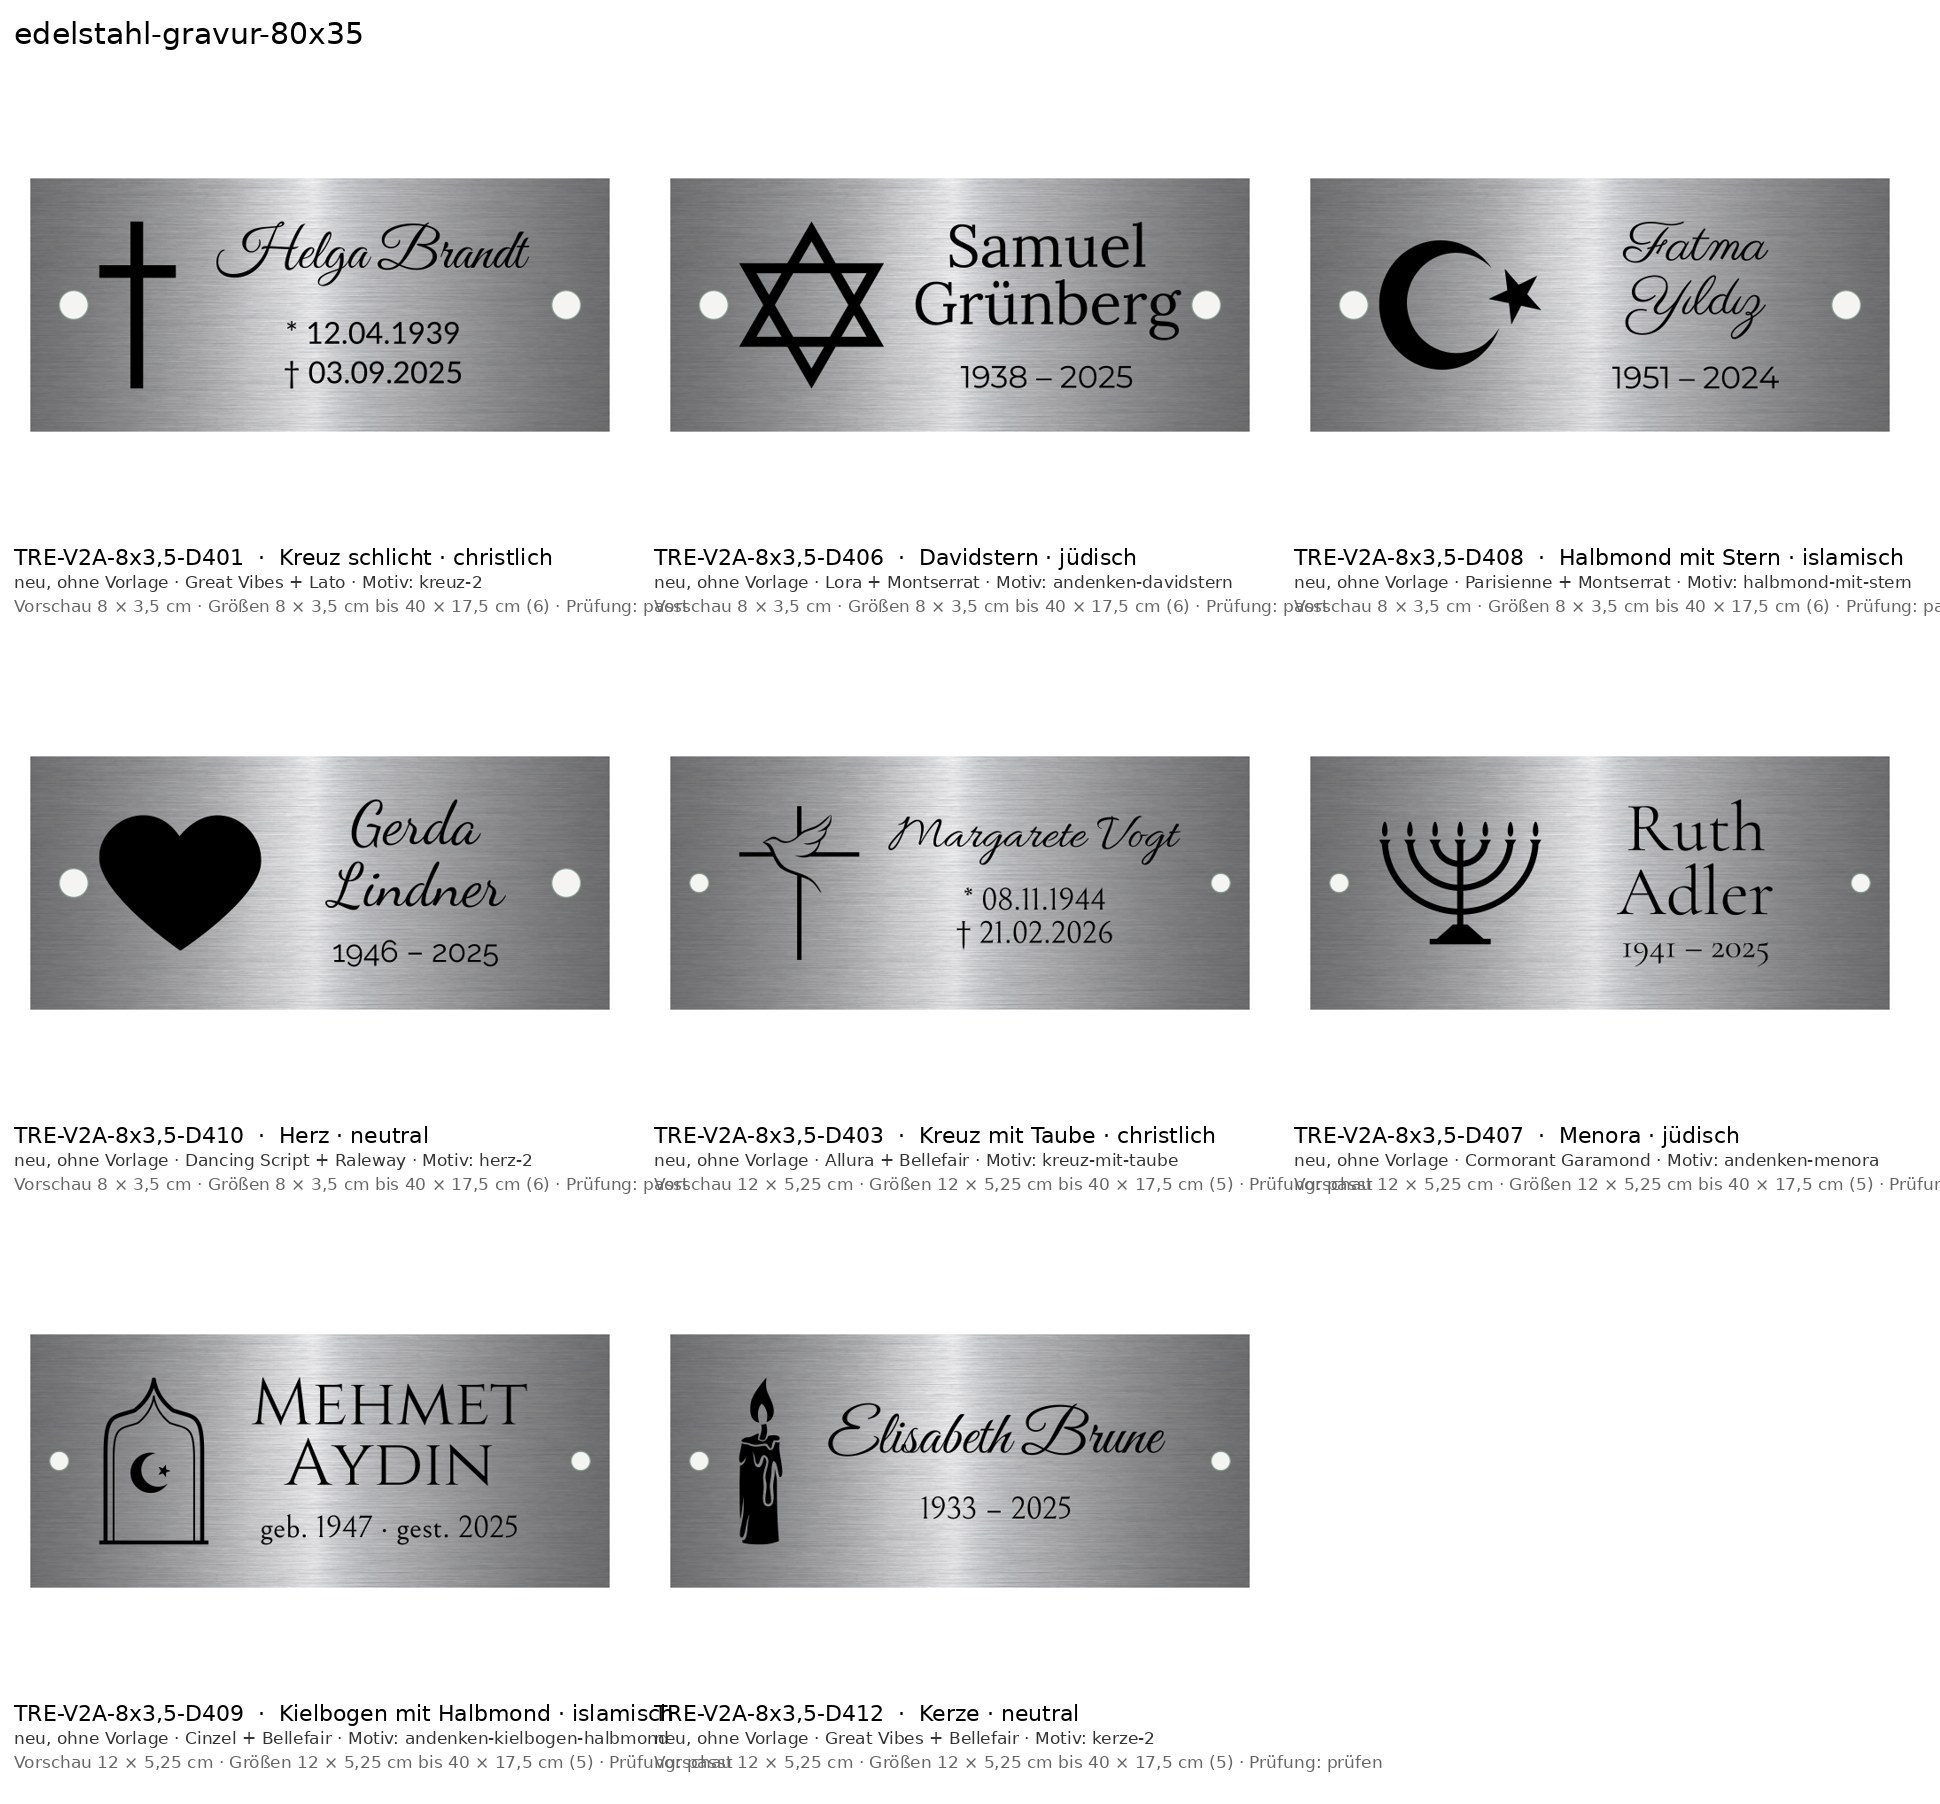 edelstahl-gravur-80x35
Helga Brandt
* 12.04.1939
† 03.09.2025
Samuel
Grünberg
1938 – 2025
Fatma
Yıldız
1951 – 2024
TRE-V2A-8x3,5-D401 · Kreuz schlicht · christlich
neu, ohne Vorlage · Great Vibes + Lato · Motiv: kreuz-2
Vorschau 8 × 3,5 cm · Größen 8 × 3,5 cm bis 40 × 17,5 cm (6) · Prüfung: passt
TRE-V2A-8x3,5-D406 · Davidstern · jüdisch
neu, ohne Vorlage · Lora + Montserrat · Motiv: andenken-davidstern
Vorschau 8 × 3,5 cm · Größen 8 × 3,5 cm bis 40 × 17,5 cm (6) · Prüfung: passt
TRE-V2A-8x3,5-D408 · Halbmond mit Stern · islamisch
neu, ohne Vorlage · Parisienne + Montserrat · Motiv: halbmond-mit-stern
Vorschau 8 × 3,5 cm · Größen 8 × 3,5 cm bis 40 × 17,5 cm (6) · Prüfung: pa
Gerda
Lindner
1946 – 2025
Margarete Vogt
* 08.11.1944
† 21.02.2026
Ruth
Adler
1941 – 2025
TRE-V2A-8x3,5-D410 · Herz · neutral
neu, ohne Vorlage · Dancing Script + Raleway · Motiv: herz-2
Vorschau 8 × 3,5 cm · Größen 8 × 3,5 cm bis 40 × 17,5 cm (6) · Prüfung: passt
TRE-V2A-8x3,5-D403 · Kreuz mit Taube · christlich
neu, ohne Vorlage · Allura + Bellefair · Motiv: kreuz-mit-taube
Vorschau 12 × 5,25 cm · Größen 12 × 5,25 cm bis 40 × 17,5 cm (5) · Prüfung: passt
TRE-V2A-8x3,5-D407 · Menora · jüdisch
neu, ohne Vorlage · Cormorant Garamond · Motiv: andenken-menora
Vorschau 12 × 5,25 cm · Größen 12 × 5,25 cm bis 40 × 17,5 cm (5) · Prüfur
MEHMET
AYDIN
geb. 1947 · gest. 2025
Elisabeth Brune
1933 – 2025
TRE-V2A-8x3,5-D409 · Kielbogen mit Halbmond · islamisch
neu, ohne Vorlage · Cinzel + Bellefair · Motiv: andenken-kielbogen-halbmond
Vorschau 12 × 5,25 cm · Größen 12 × 5,25 cm bis 40 × 17,5 cm (5) · Prüfung: passt
TRE-V2A-8x3,5-D412 · Kerze · neutral
neu, ohne Vorlage · Great Vibes + Bellefair · Motiv: kerze-2
Vorschau 12 × 5,25 cm · Größen 12 × 5,25 cm bis 40 × 17,5 cm (5) · Prüfung: prüfen